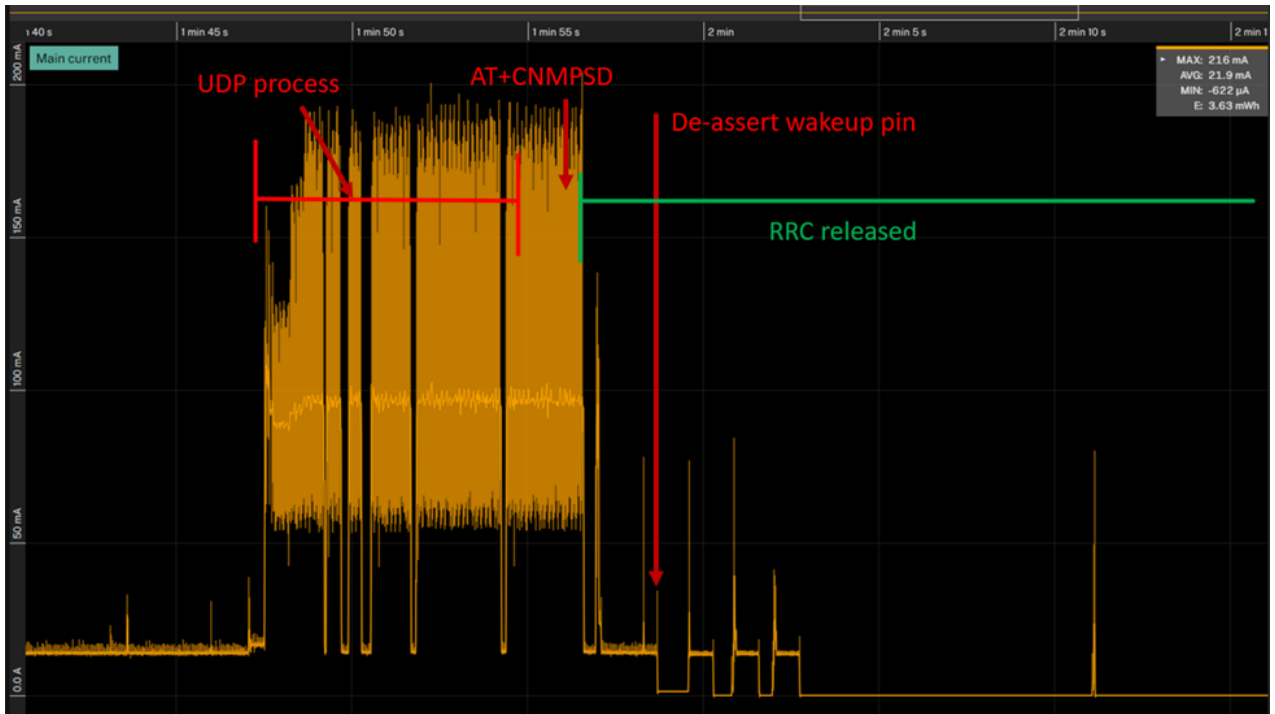 40 s
1 min 45 s
1 min 50 s
1 min 55 s
2 min
2 min 5 s
2 min 10 s
2 min 1
Main current
200 mA
150 mA
100 mA
50 mA
0.0 A
UDP process
AT+CNMPSD
De-assert wakeup pin
RRC released
MAX: 216 mA
AVG: 21.9 mA
MIN: -622 µA
E: 3.63 mWh